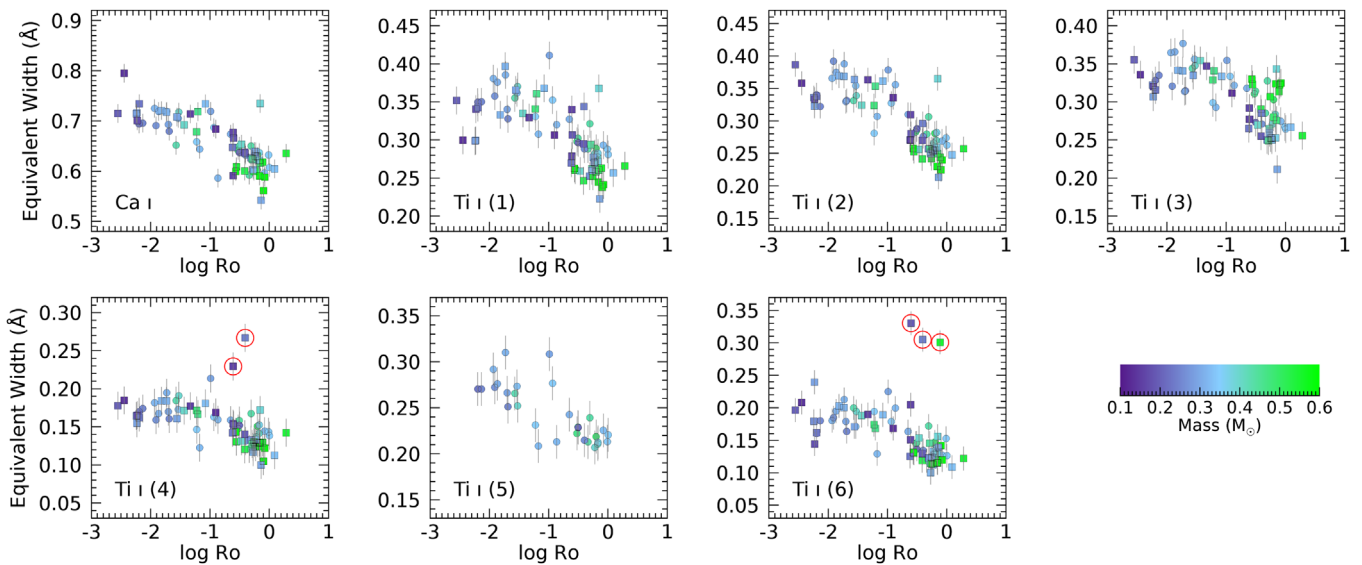 Equivalent Width (Å)
0.9
0.8
0.7
0.6
0.5
Ca I
-3 -2 -1 0 1
log Ro
0.45
0.40
0.35
0.30
0.25
0.20
Ti I (1)
-3 -2 -1 0 1
log Ro
0.45
0.40
0.35
0.30
0.25
0.20
0.15
Ti I (2)
-3 -2 -1 0 1
log Ro
0.40
0.35
0.30
0.25
0.20
0.15
Ti I (3)
-3 -2 -1 0 1
log Ro
Equivalent Width (Å)
0.30
0.25
0.20
0.15
0.10
0.05
Ti I (4)
-3 -2 -1 0 1
log Ro
0.35
0.30
0.25
0.20
0.15
Ti I (5)
-3 -2 -1 0 1
log Ro
0.35
0.30
0.25
0.20
0.15
0.10
0.05
Ti I (6)
-3 -2 -1 0 1
log Ro
0.1 0.2 0.3 0.4 0.5 0.6
Mass (M☉)